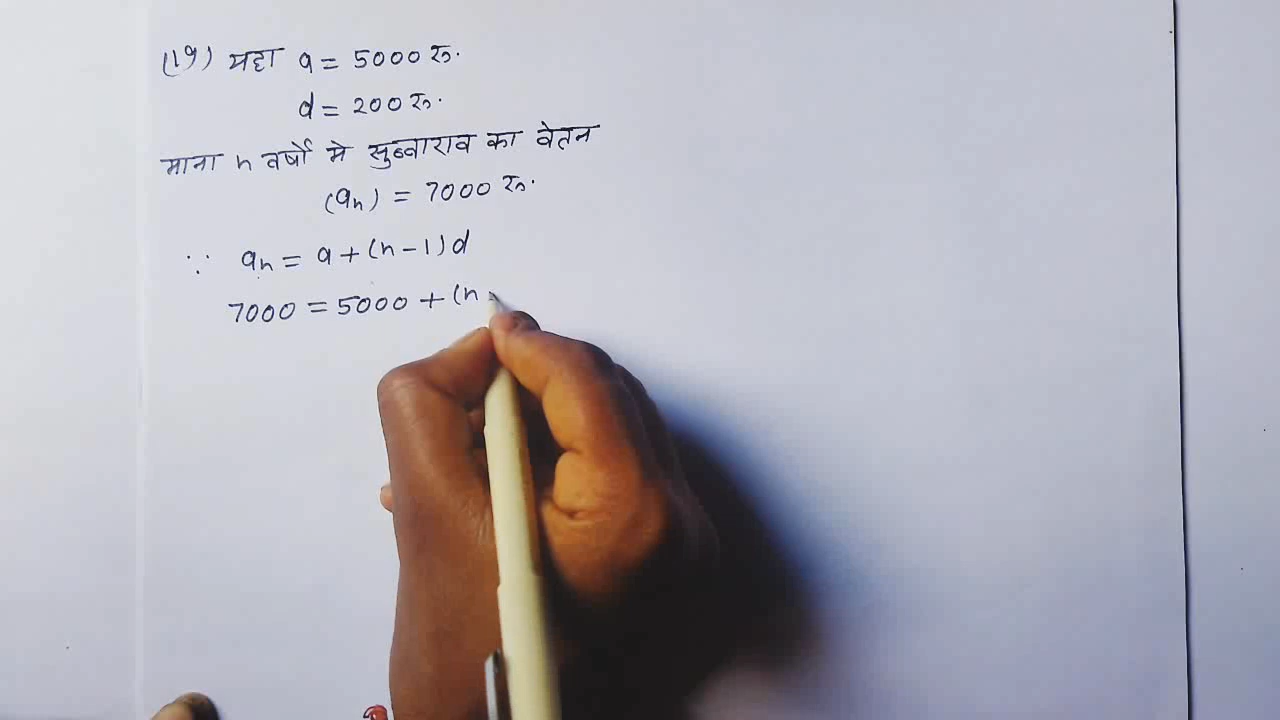 (19) यहा a = 5000 रु.
d = 200 रु.
माना n वर्षो मे सुब्बाराव का वेतन
(aₙ) = 7000 रु.
∵ aₙ = a + (n - 1) d
7000 = 5000 + (n -